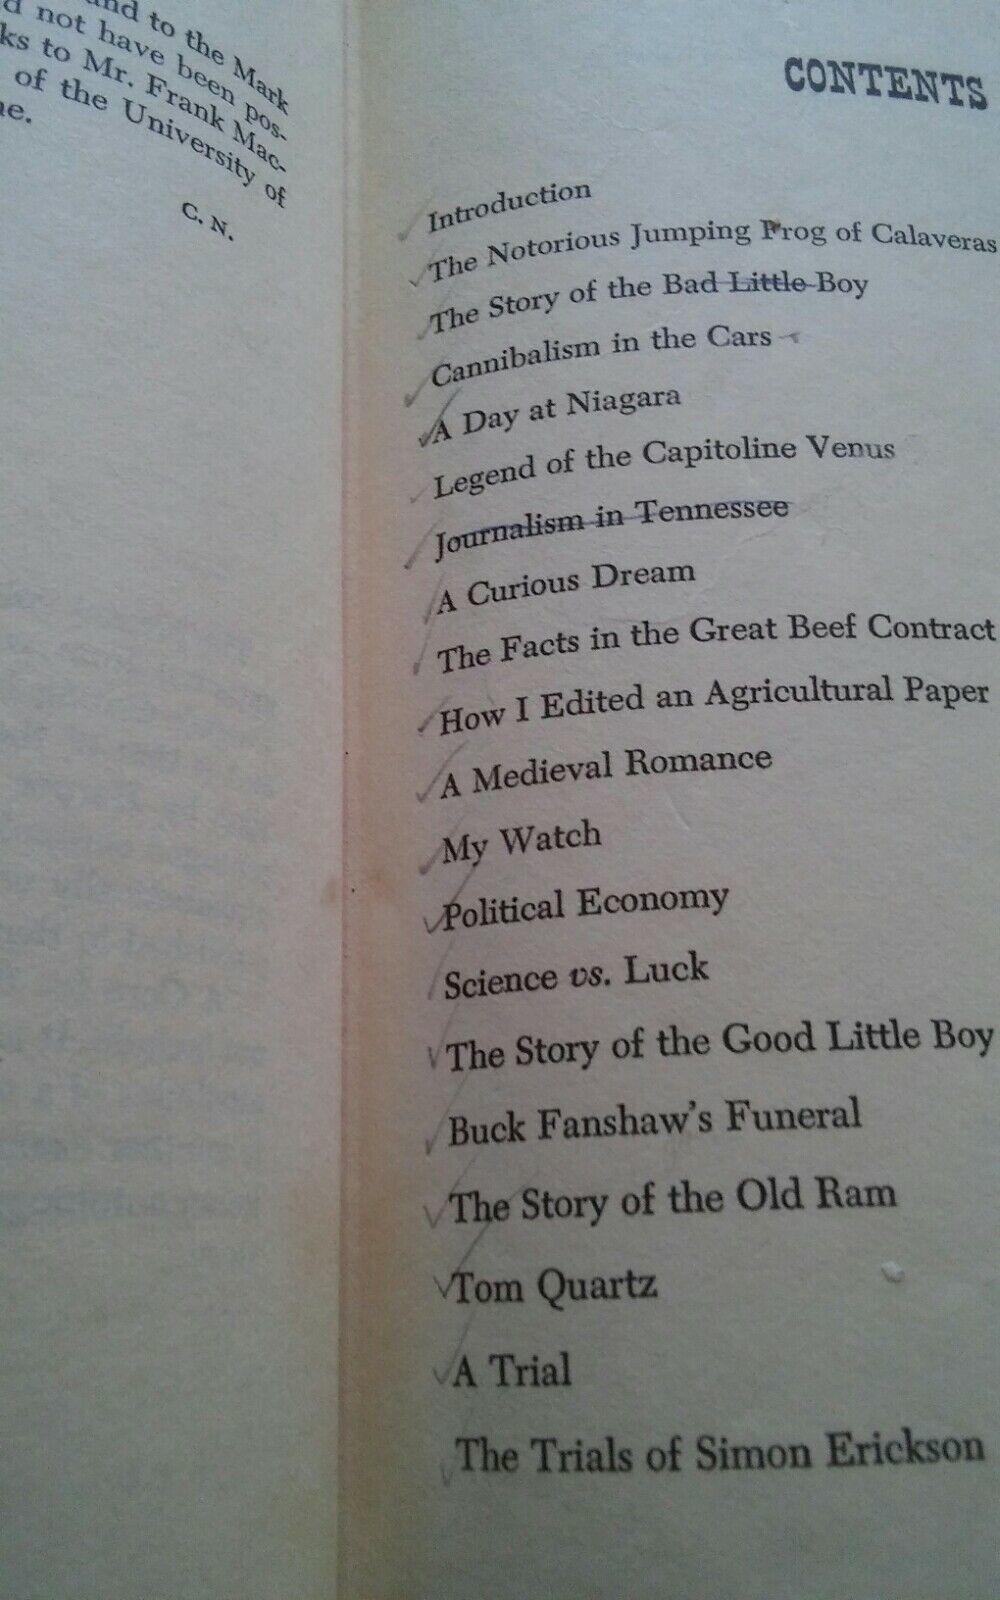 and to the Mark
d not have been pos-
ks to Mr. Frank Mac-
of the University of
e.
C. N.
CONTENTS
Introduction
The Notorious Jumping Frog of Calaveras
The Story of the Bad Little Boy
Cannibalism in the Cars
A Day at Niagara
Legend of the Capitoline Venus
Journalism in Tennessee
A Curious Dream
The Facts in the Great Beef Contract
How I Edited an Agricultural Paper
A Medieval Romance
My Watch
Political Economy
Science vs. Luck
The Story of the Good Little Boy
Buck Fanshaw's Funeral
The Story of the Old Ram
Tom Quartz
A Trial
The Trials of Simon Erickson